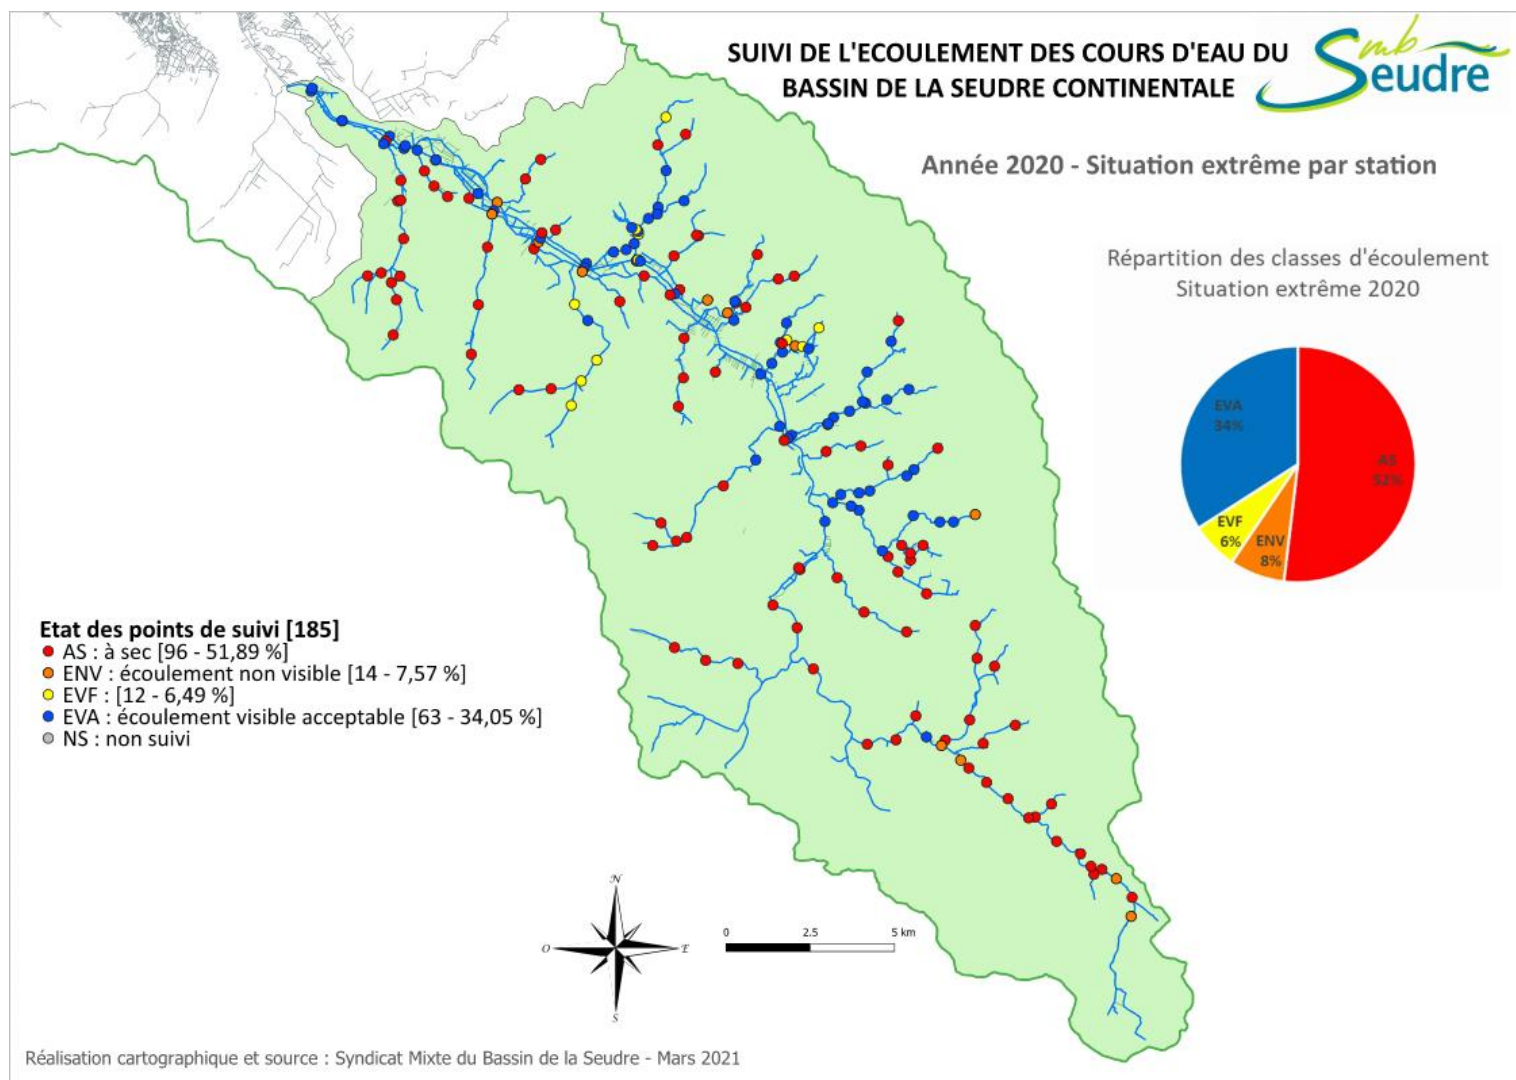 SUIVI DE L'ECOULEMENT DES COURS D'EAU DU
BASSIN DE LA SEUDRE CONTINENTALE
smb
Seudre
Année 2020 - Situation extrême par station
Répartition des classes d'écoulement
Situation extrême 2020
EVA
34%
AS
52%
EVF
6%
ENV
8%
Etat des points de suivi [185]
AS : à sec [96 - 51,89 %]
ENV : écoulement non visible [14 - 7,57 %]
EVF : [12 - 6,49 %]
EVA : écoulement visible acceptable [63 - 34,05 %]
NS : non suivi
N
O
E
S
0 2.5 5 km
Réalisation cartographique et source : Syndicat Mixte du Bassin de la Seudre - Mars 2021